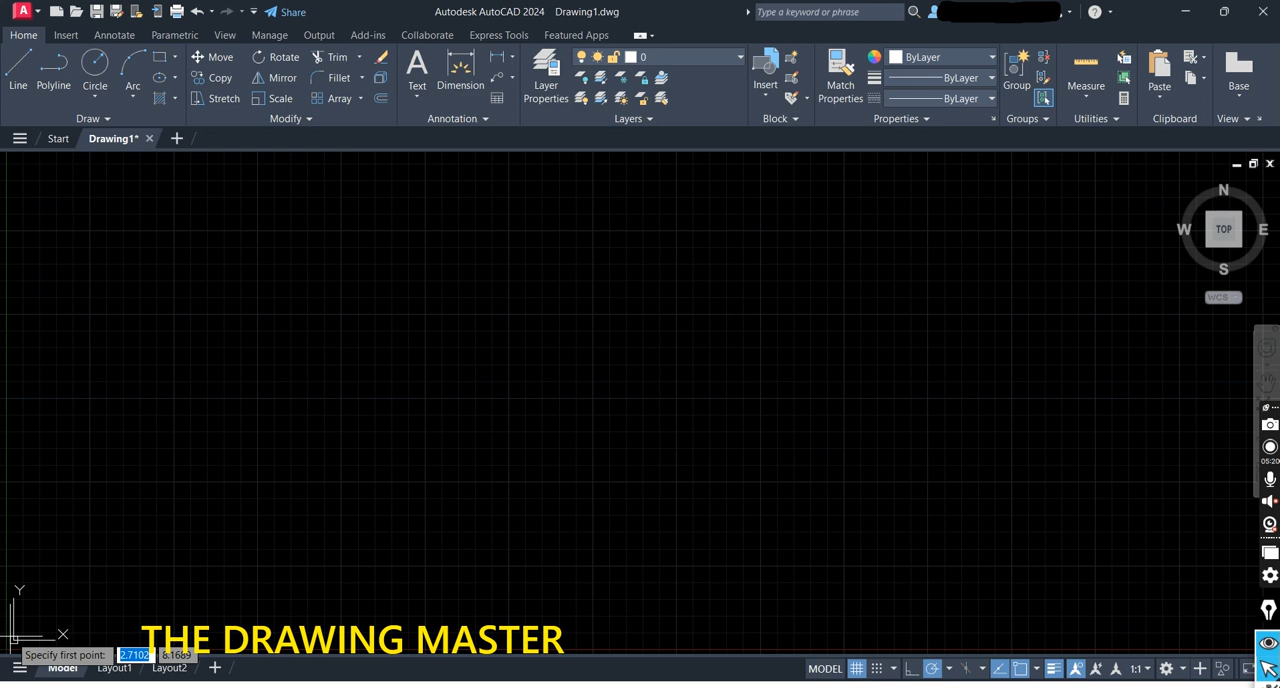 A Autodesk AutoCAD 2024 Drawing1.dwg Share Type a keyword or phrase
Home Insert Annotate Parametric View Manage Output Add-ins Collaborate Express Tools Featured Apps
Line Polyline Circle Arc
Move Rotate Trim
Copy Mirror Fillet
Stretch Scale Array
Text Dimension
Layer Properties
0
Insert
Match Properties
ByLayer
ByLayer
ByLayer
Group
Measure
Paste
Base
Draw Modify Annotation Layers Block Properties Groups Utilities Clipboard View
Start Drawing1*
N
W TOP E
S
WCS
05:20
Y
X
THE DRAWING MASTER
Specify first point: 2.7102 8.1689
Model Layout1 Layout2 MODEL 1:1